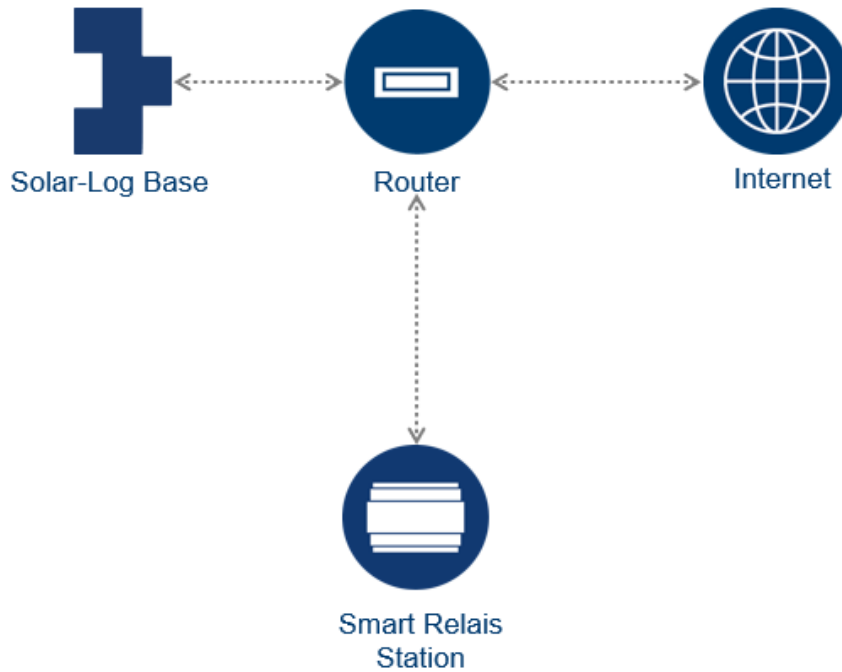 Solar-Log Base
Router
Internet
Smart Relais
Station